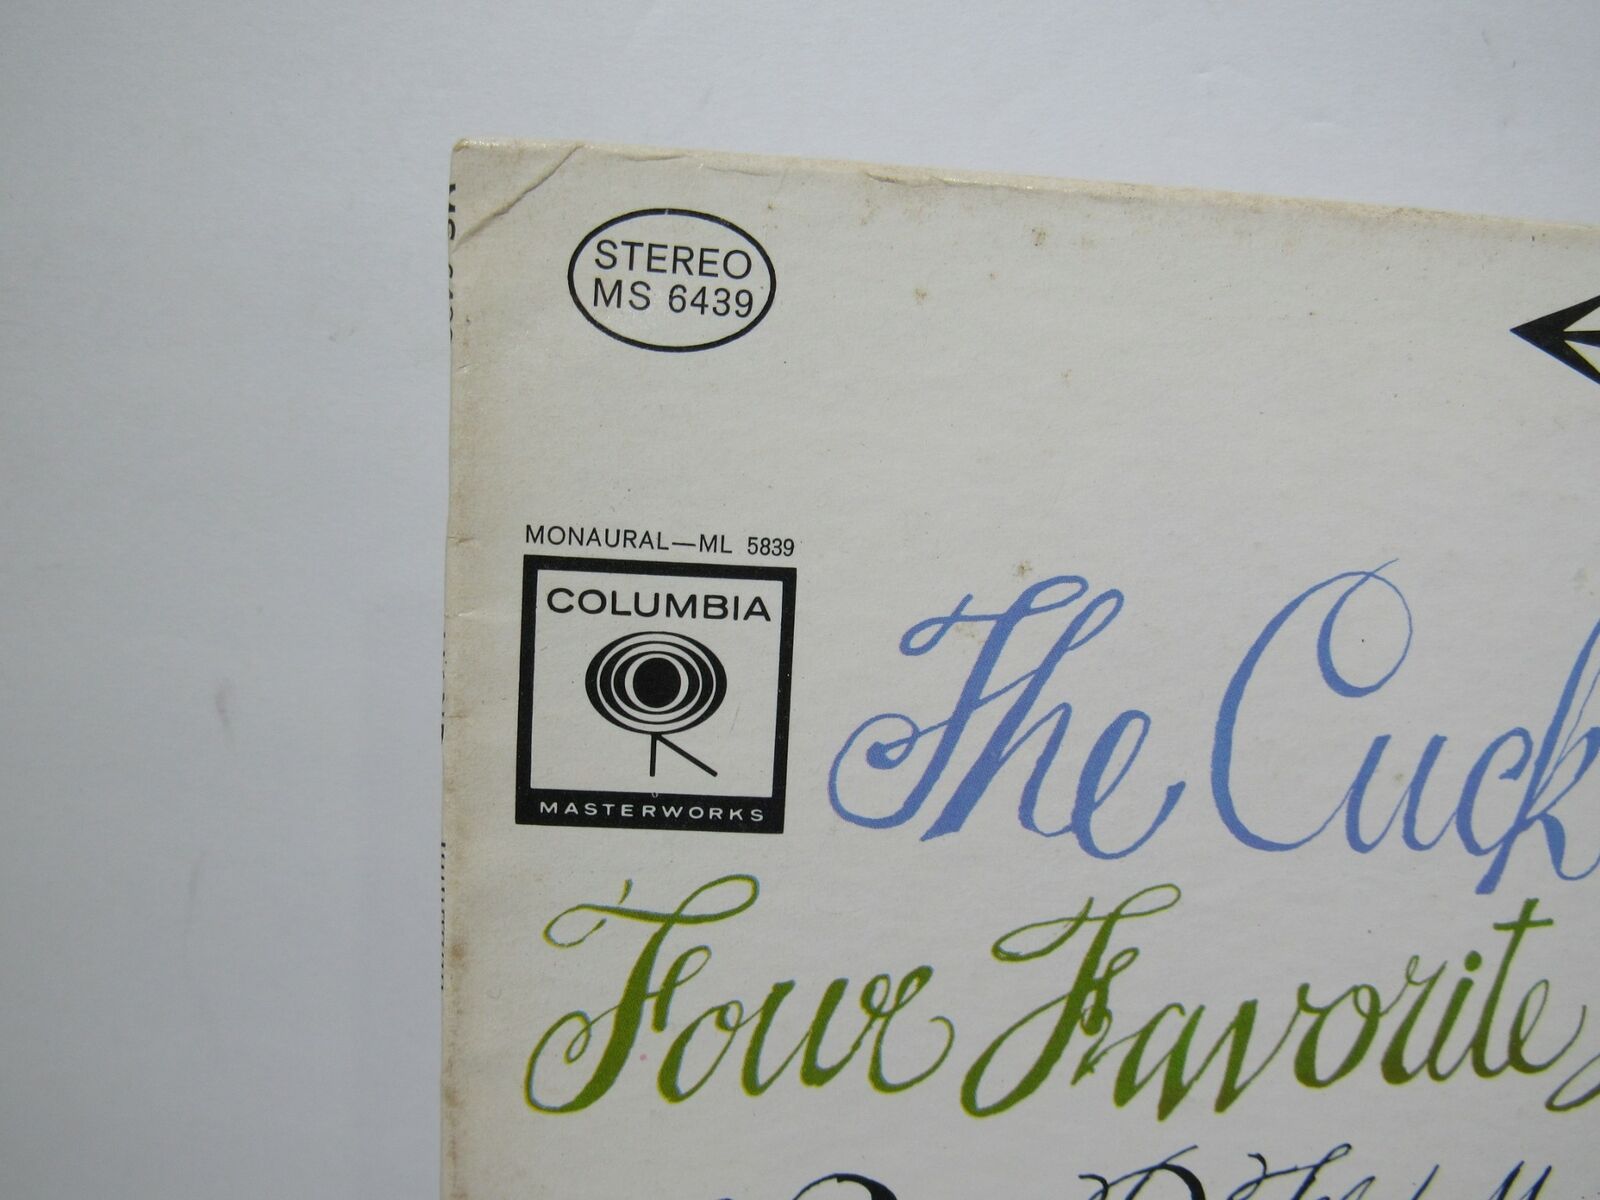 STEREO
MS 6439
MONAURAL—ML 5839
COLUMBIA
MASTERWORKS
The Cuck
Four Favorite